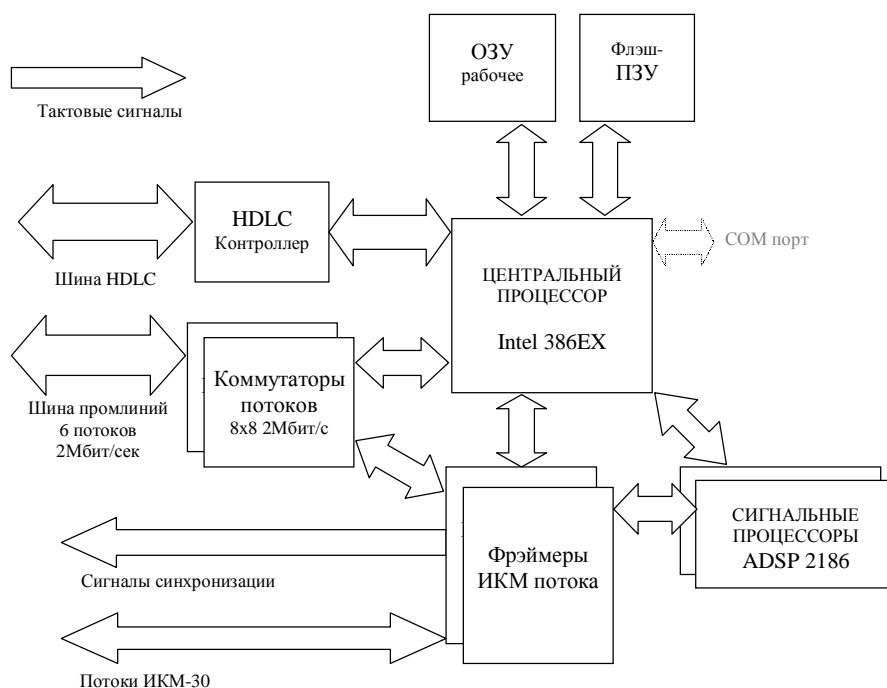 ОЗУ
рабочее
Флэш-
ПЗУ
Тактовые сигналы
HDLC
Контроллер
Шина HDLC
ЦЕНТРАЛЬНЫЙ
ПРОЦЕССОР
Intel 386EX
COM порт
Коммутаторы
потоков
8x8 2Мбит/с
Шина промлиний
6 потоков
2Мбит/сек
СИГНАЛЬНЫЕ
ПРОЦЕССОРЫ
ADSP 2186
Фрэймеры
ИКМ потока
Сигналы синхронизации
Потоки ИКМ-30